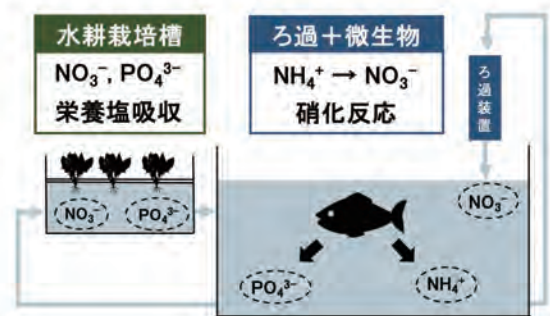 水耕栽培槽
NO₃⁻, PO₄³⁻
栄養塩吸収
ろ過＋微生物
NH₄⁺ → NO₃⁻
硝化反応
ろ過装置
NO₃⁻
PO₄³⁻
NO₃⁻
PO₄³⁻
NH₄⁺